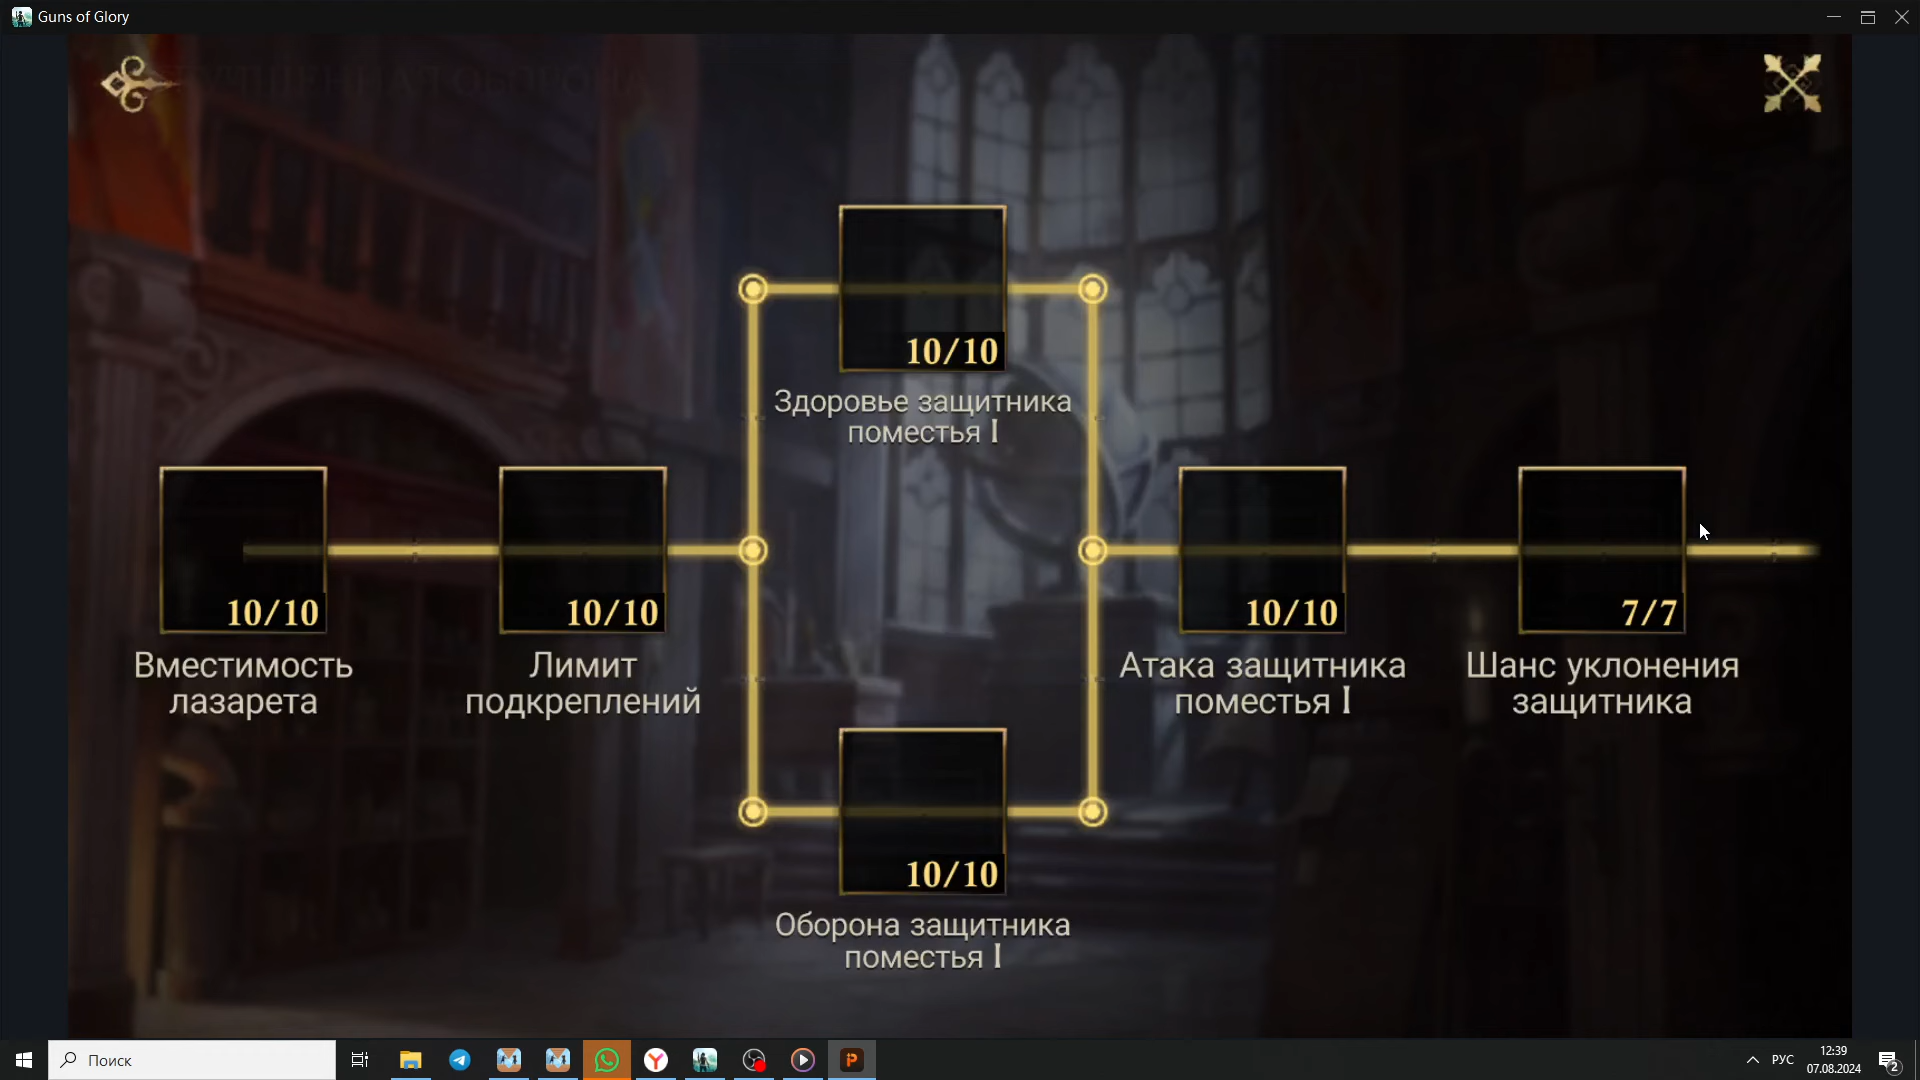 Guns of Glory
10/10
Здоровье защитника
поместья I
10/10
Вместимость
лазарета
10/10
Лимит
подкреплений
10/10
Атака защитника
поместья I
7/7
Шанс уклонения
защитника
10/10
Оборона защитника
поместья I
Поиск
РУС
12:39
07.08.2024
2